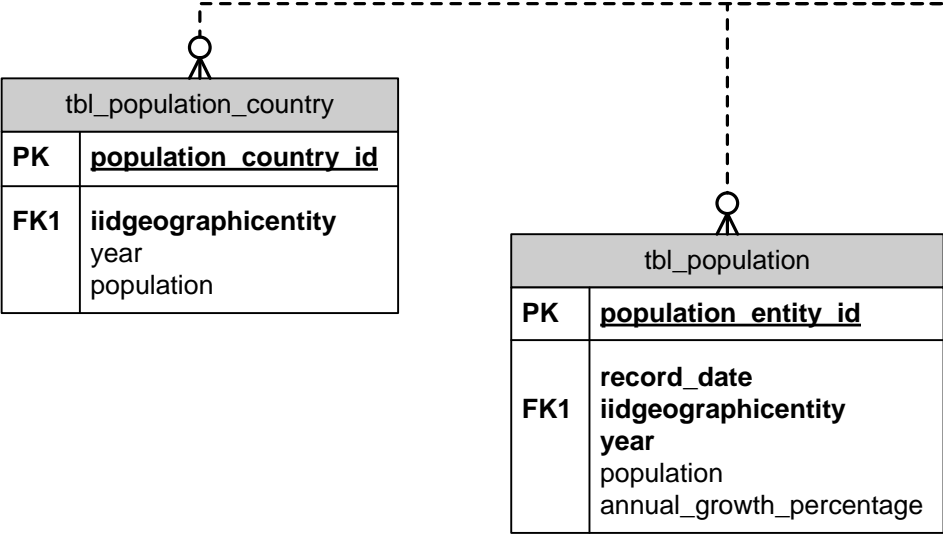 tbl_population_country
PK population_country_id
FK1 iidgeographicentity
year
population
tbl_population
PK population_entity_id
record_date
FK1 iidgeographicentity
year
population
annual_growth_percentage